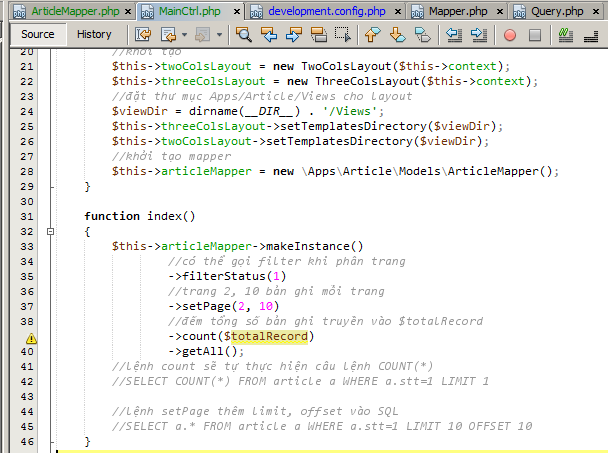 ArticleMapper.php
MainCtrl.php
development.config.php
Mapper.php
Query.php
Source
History
20 //khởi tạo
21 $this->twoColsLayout = new TwoColsLayout($this->context);
22 $this->threeColsLayout = new ThreeColsLayout($this->context);
23 //đặt thư mục Apps/Article/Views cho layout
24 $viewDir = dirname(__DIR__) . '/Views';
25 $this->threeColsLayout->setTemplatesDirectory($viewDir);
26 $this->twoColsLayout->setTemplatesDirectory($viewDir);
27 //khởi tạo mapper
28 $this->articleMapper = new \Apps\Article\Models\ArticleMapper();
29 }
30
31 function index()
32 {
33 $this->articleMapper->makeInstance()
34 //có thể gọi filter khi phân trang
35 ->filterStatus(1)
36 //trang 2, 10 bản ghi mỗi trang
37 ->setPage(2, 10)
38 //đếm tổng số bản ghi truyền vào $totalRecord
->count($totalRecord)
40 ->getAll();
41 //lệnh count sẽ tự thực hiện câu lệnh COUNT(*)
42 //SELECT COUNT(*) FROM article a WHERE a.stt=1 LIMIT 1
43
44 //lệnh setPage thêm limit, offset vào SQL
45 //SELECT a.* FROM article a WHERE a.stt=1 LIMIT 10 OFFSET 10
46 }